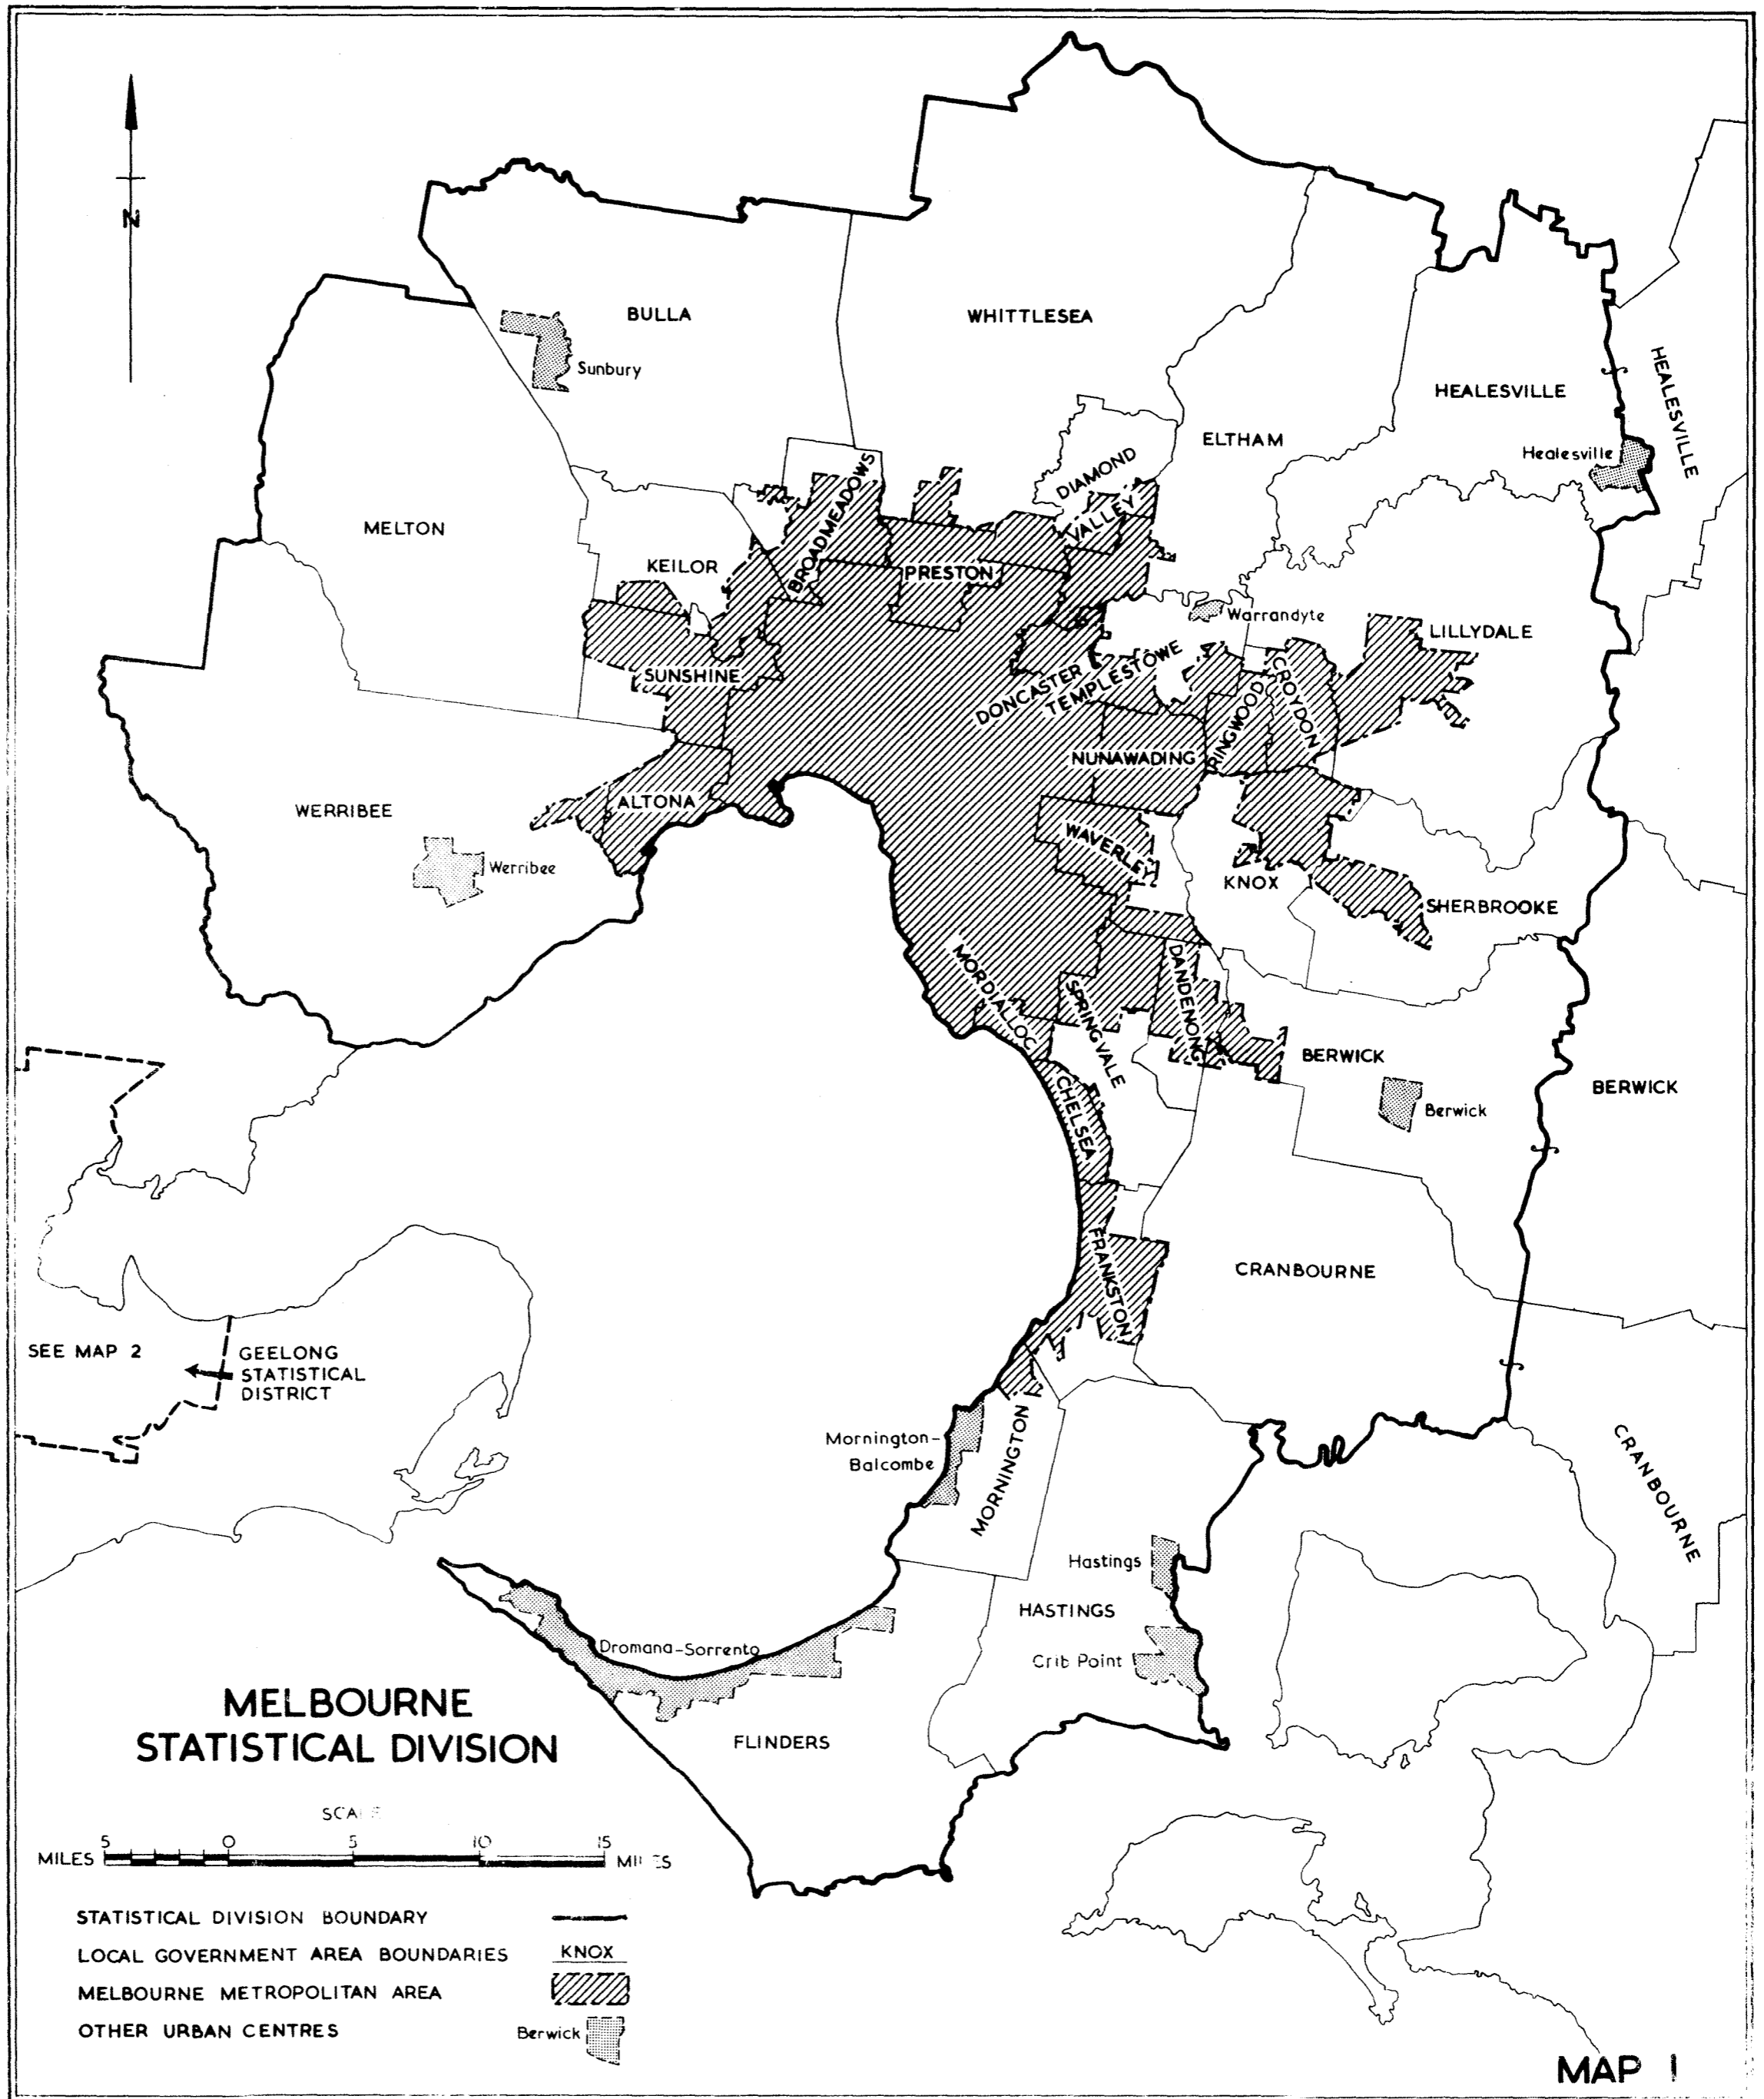 N
BULLA
WHITTLESEA
Sunbury
HEALESVILLE
HEALESVILLE
ELTHAM
Healesville
DIAMOND
VALLEY
MELTON
BROADMEADOWS
KEILOR
PRESTON
Warrandyte
LILLYDALE
SUNSHINE
DONCASTER
TEMPLESTOWE
RINGWOOD
CROYDON
NUNAWADING
WERRIBEE
ALTONA
WAVERLEY
Werribee
KNOX
SHERBROOKE
MORDIALLOC
SPRINGVALE
DANDENONG
BERWICK
BERWICK
Berwick
CHELSEA
FRANKSTON
CRANBOURNE
SEE MAP 2
GEELONG
STATISTICAL
DISTRICT
Mornington-
Balcombe
MORNINGTON
CRANBOURNE
Hastings
HASTINGS
Dromana-Sorrento
Crib Point
FLINDERS
MELBOURNE
STATISTICAL DIVISION
SCALE
5 0 5 10 15
MILES MILES
STATISTICAL DIVISION BOUNDARY
LOCAL GOVERNMENT AREA BOUNDARIES KNOX
MELBOURNE METROPOLITAN AREA
OTHER URBAN CENTRES Berwick
MAP 1